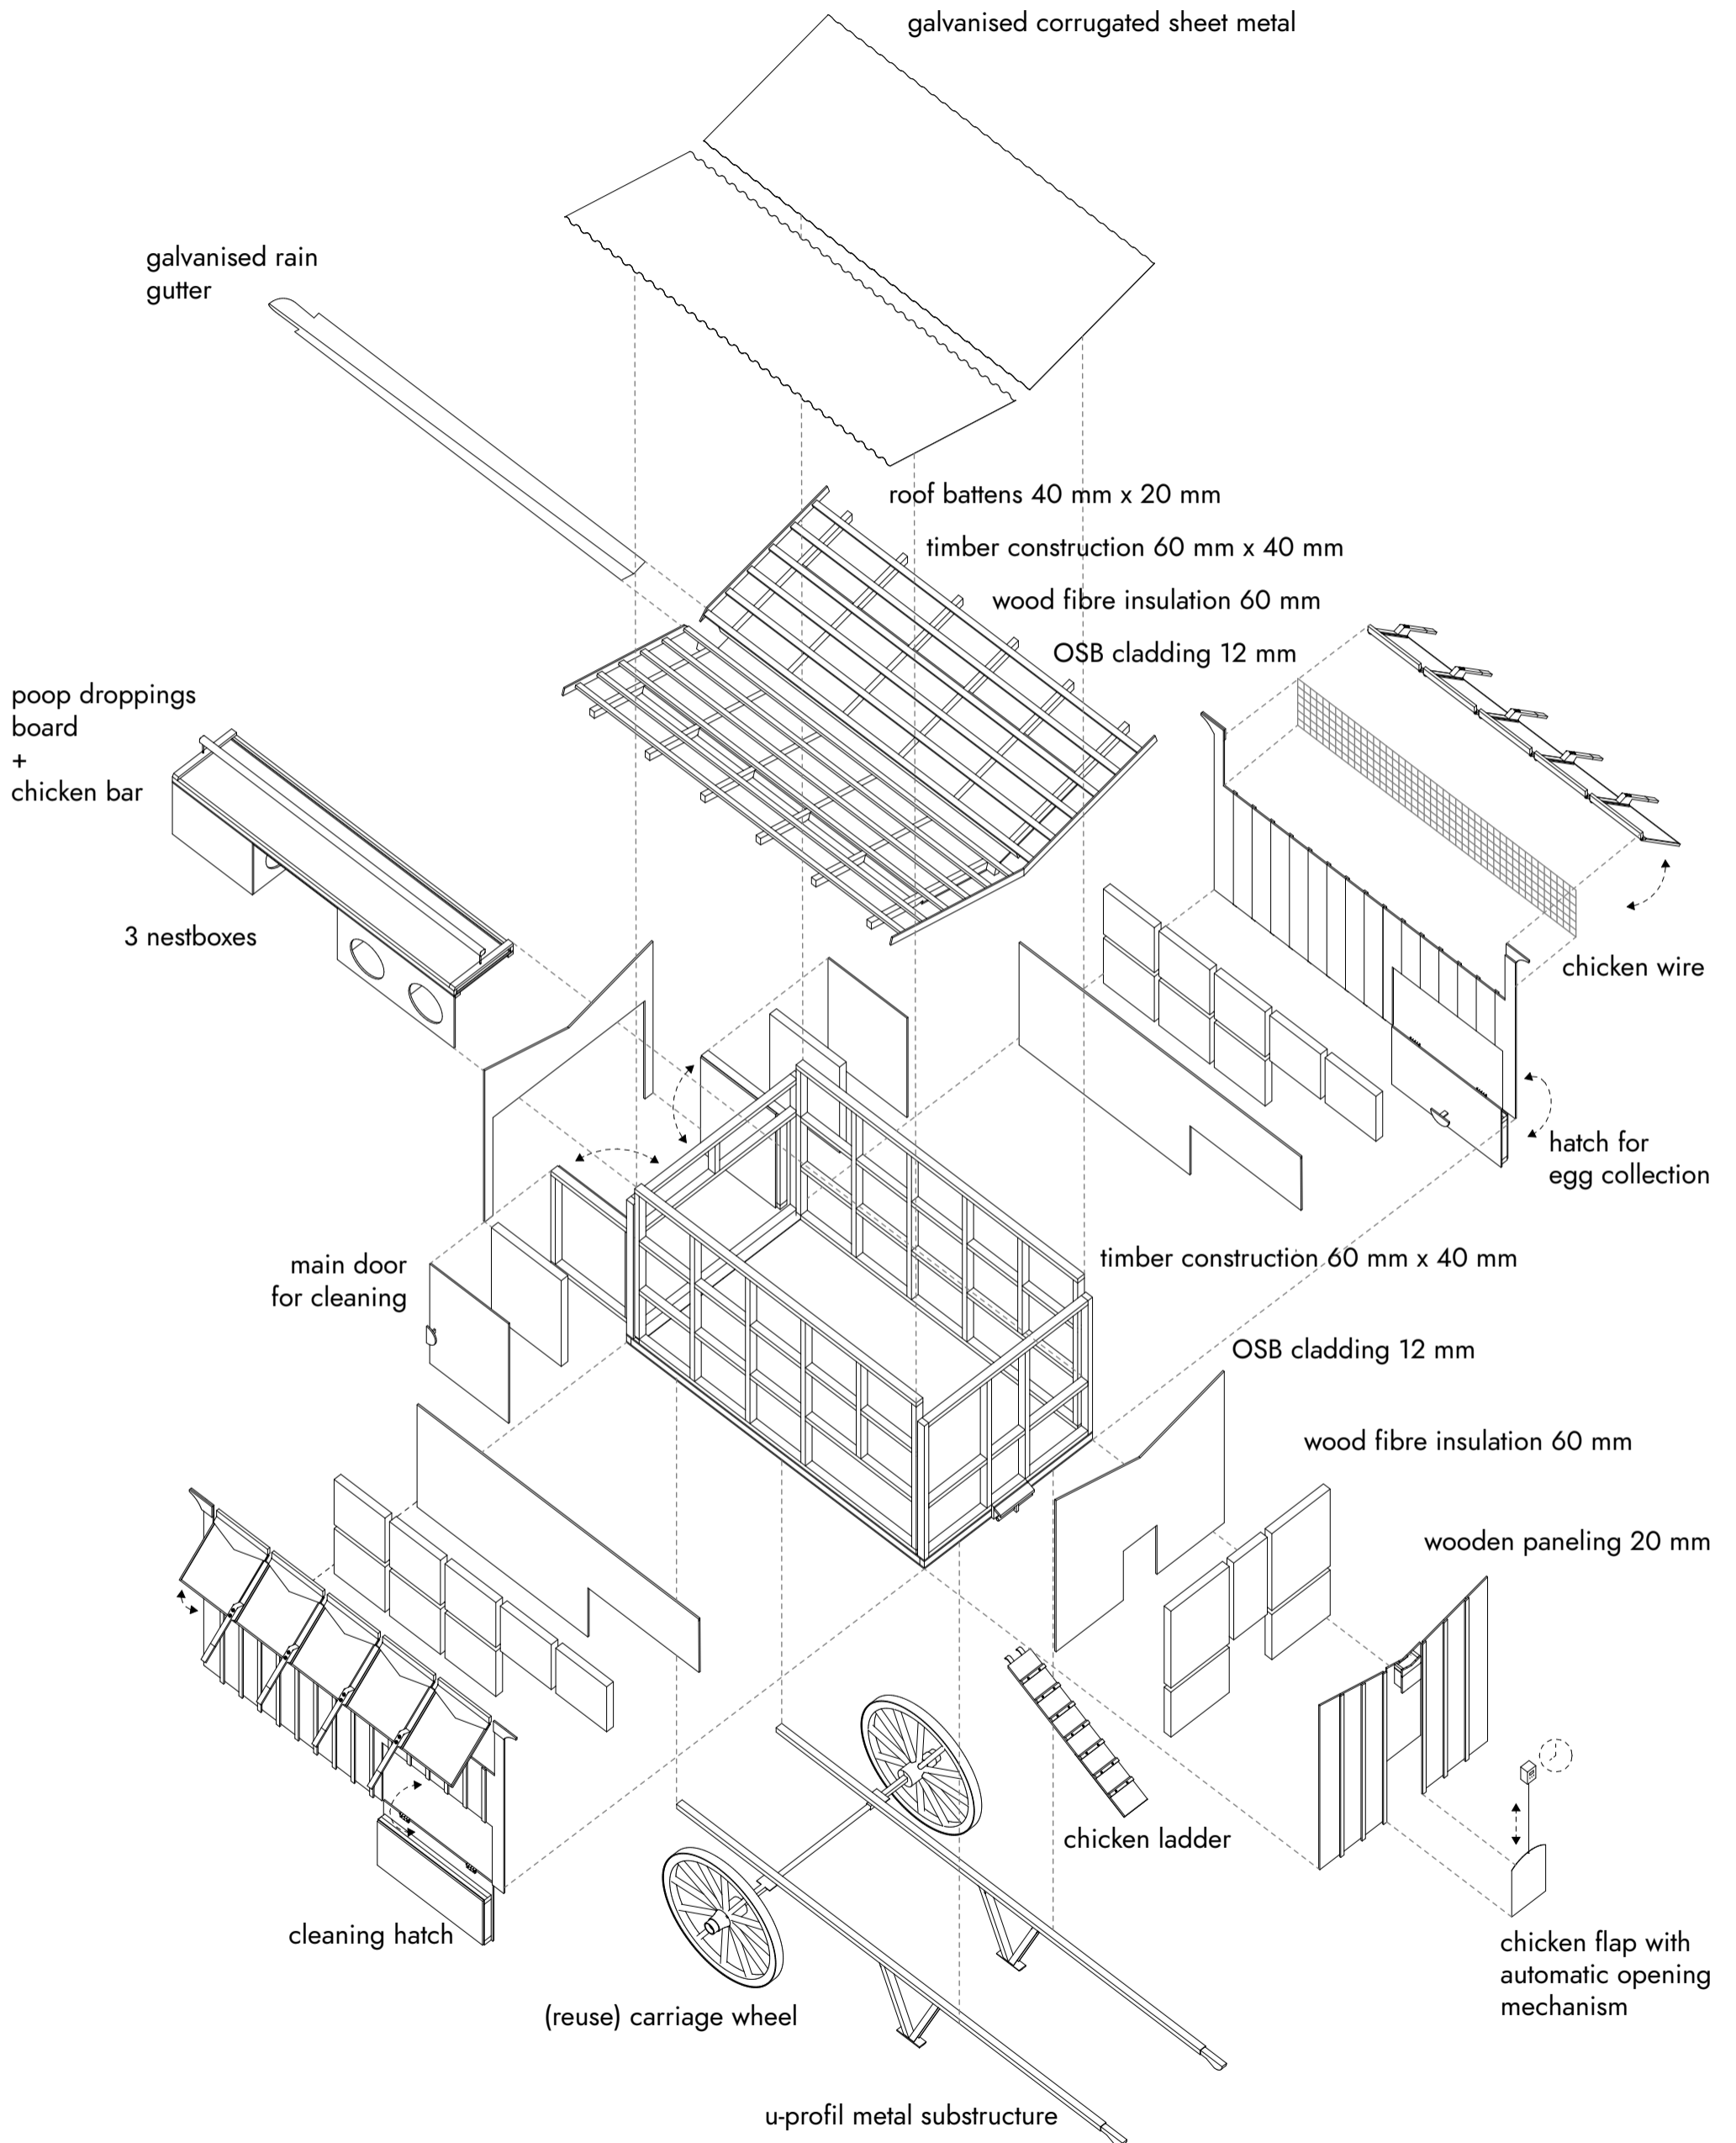 galvanised corrugated sheet metal
galvanised rain
gutter
roof battens 40 mm x 20 mm
timber construction 60 mm x 40 mm
wood fibre insulation 60 mm
OSB cladding 12 mm
poop droppings
board
+
chicken bar
3 nestboxes
chicken wire
hatch for
egg collection
main door
for cleaning
timber construction 60 mm x 40 mm
OSB cladding 12 mm
wood fibre insulation 60 mm
wooden paneling 20 mm
chicken ladder
cleaning hatch
chicken flap with
automatic opening
mechanism
(reuse) carriage wheel
u-profil metal substructure